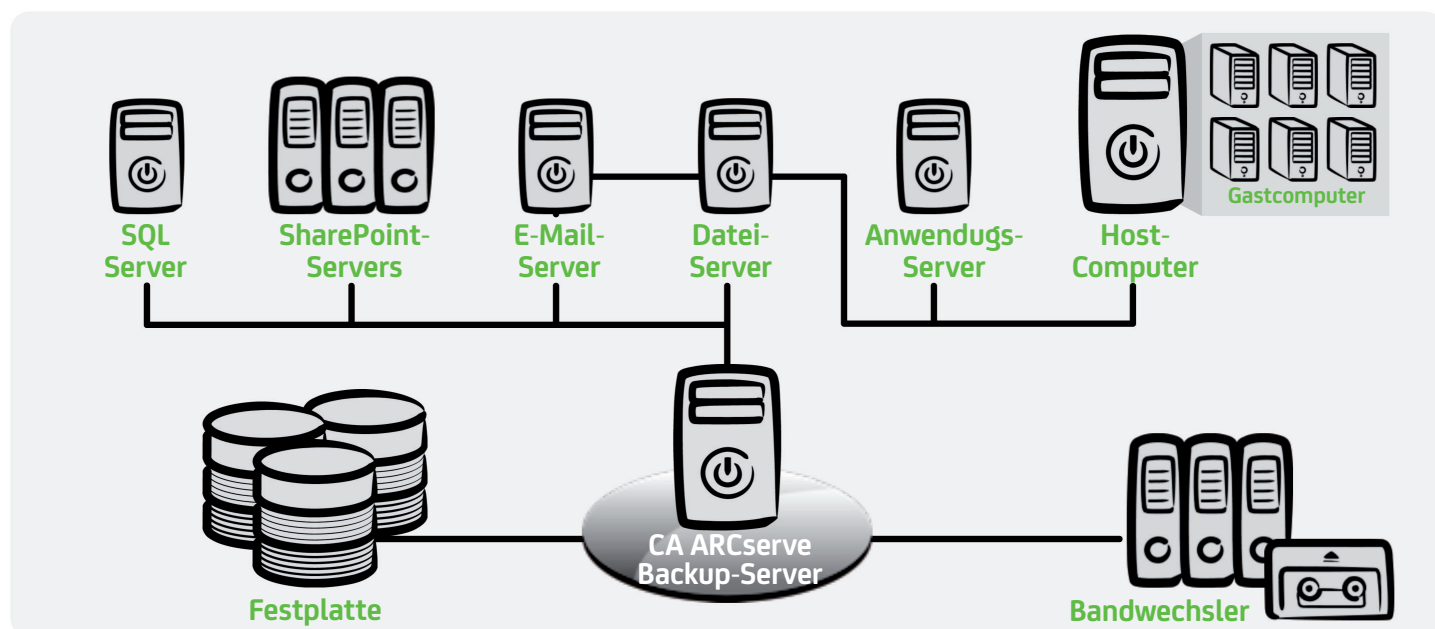 Gastcomputer
SQL
Server
SharePoint-
Servers
E-Mail-
Server
Datei-
Server
Anwendugs-
Server
Host-
Computer
CA ARCserve
Backup-Server
Festplatte
Bandwechsler